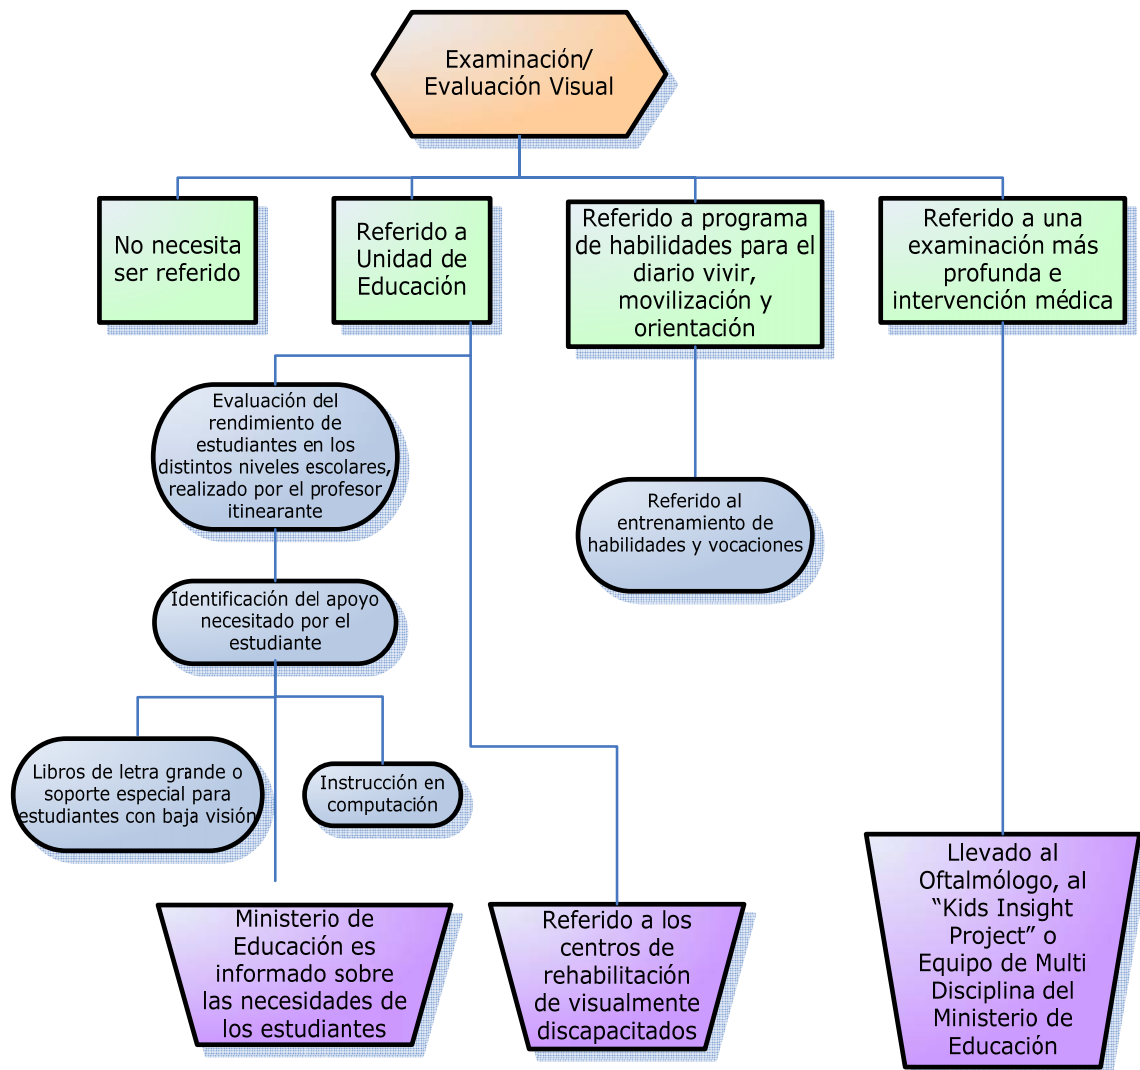 Examinación/
Evaluación Visual
No necesita
ser referido
Referido a
Unidad de
Educación
Referido a programa
de habilidades para el
diario vivir,
movilización y
orientación
Referido a una
examinación más
profunda e
intervención médica
Evaluación del
rendimiento de
estudiantes en los
distintos niveles escolares,
realizado por el profesor
itinearante
Referido al
entrenamiento de
habilidades y vocaciones
Identificación del apoyo
necesitado por el
estudiante
Libros de letra grande o
soporte especial para
estudiantes con baja visión
Instrucción en
computación
Ministerio de
Educación es
informado sobre
las necesidades de
los estudiantes
Referido a los
centros de
rehabilitación
de visualmente
discapacitados
Llevado al
Oftalmólogo, al
“Kids Insight
Project” o
Equipo de Multi
Disciplina del
Ministerio de
Educación